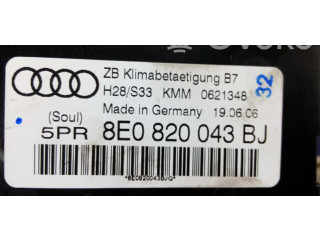 ZB Klimabetaetigung B7
H28/S33 KMM 0621348
32
Made in Germany 19.06.06
(Soul)
5PR 8E0 820 043 BJ
*8E0820043BJQ*